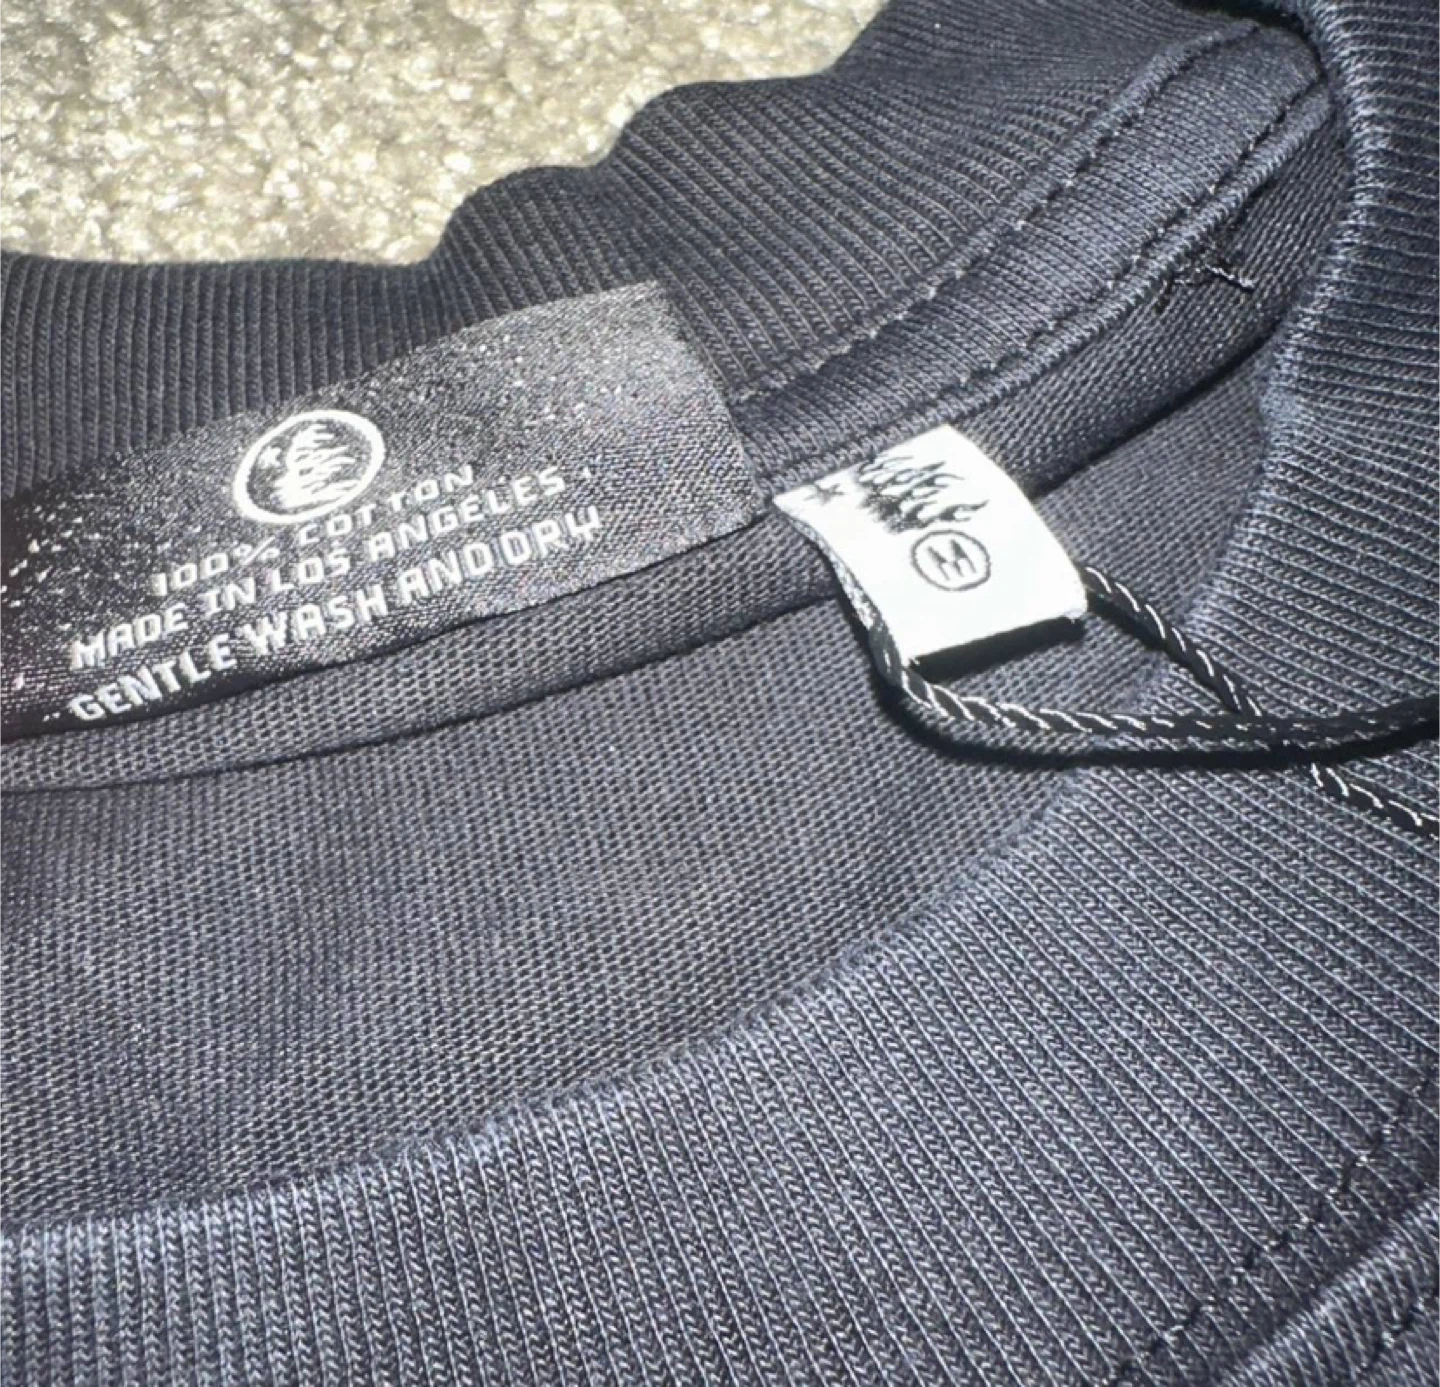 100% COTTON
MADE IN LOS ANGELES
GENTLE WASH AND DRY
M